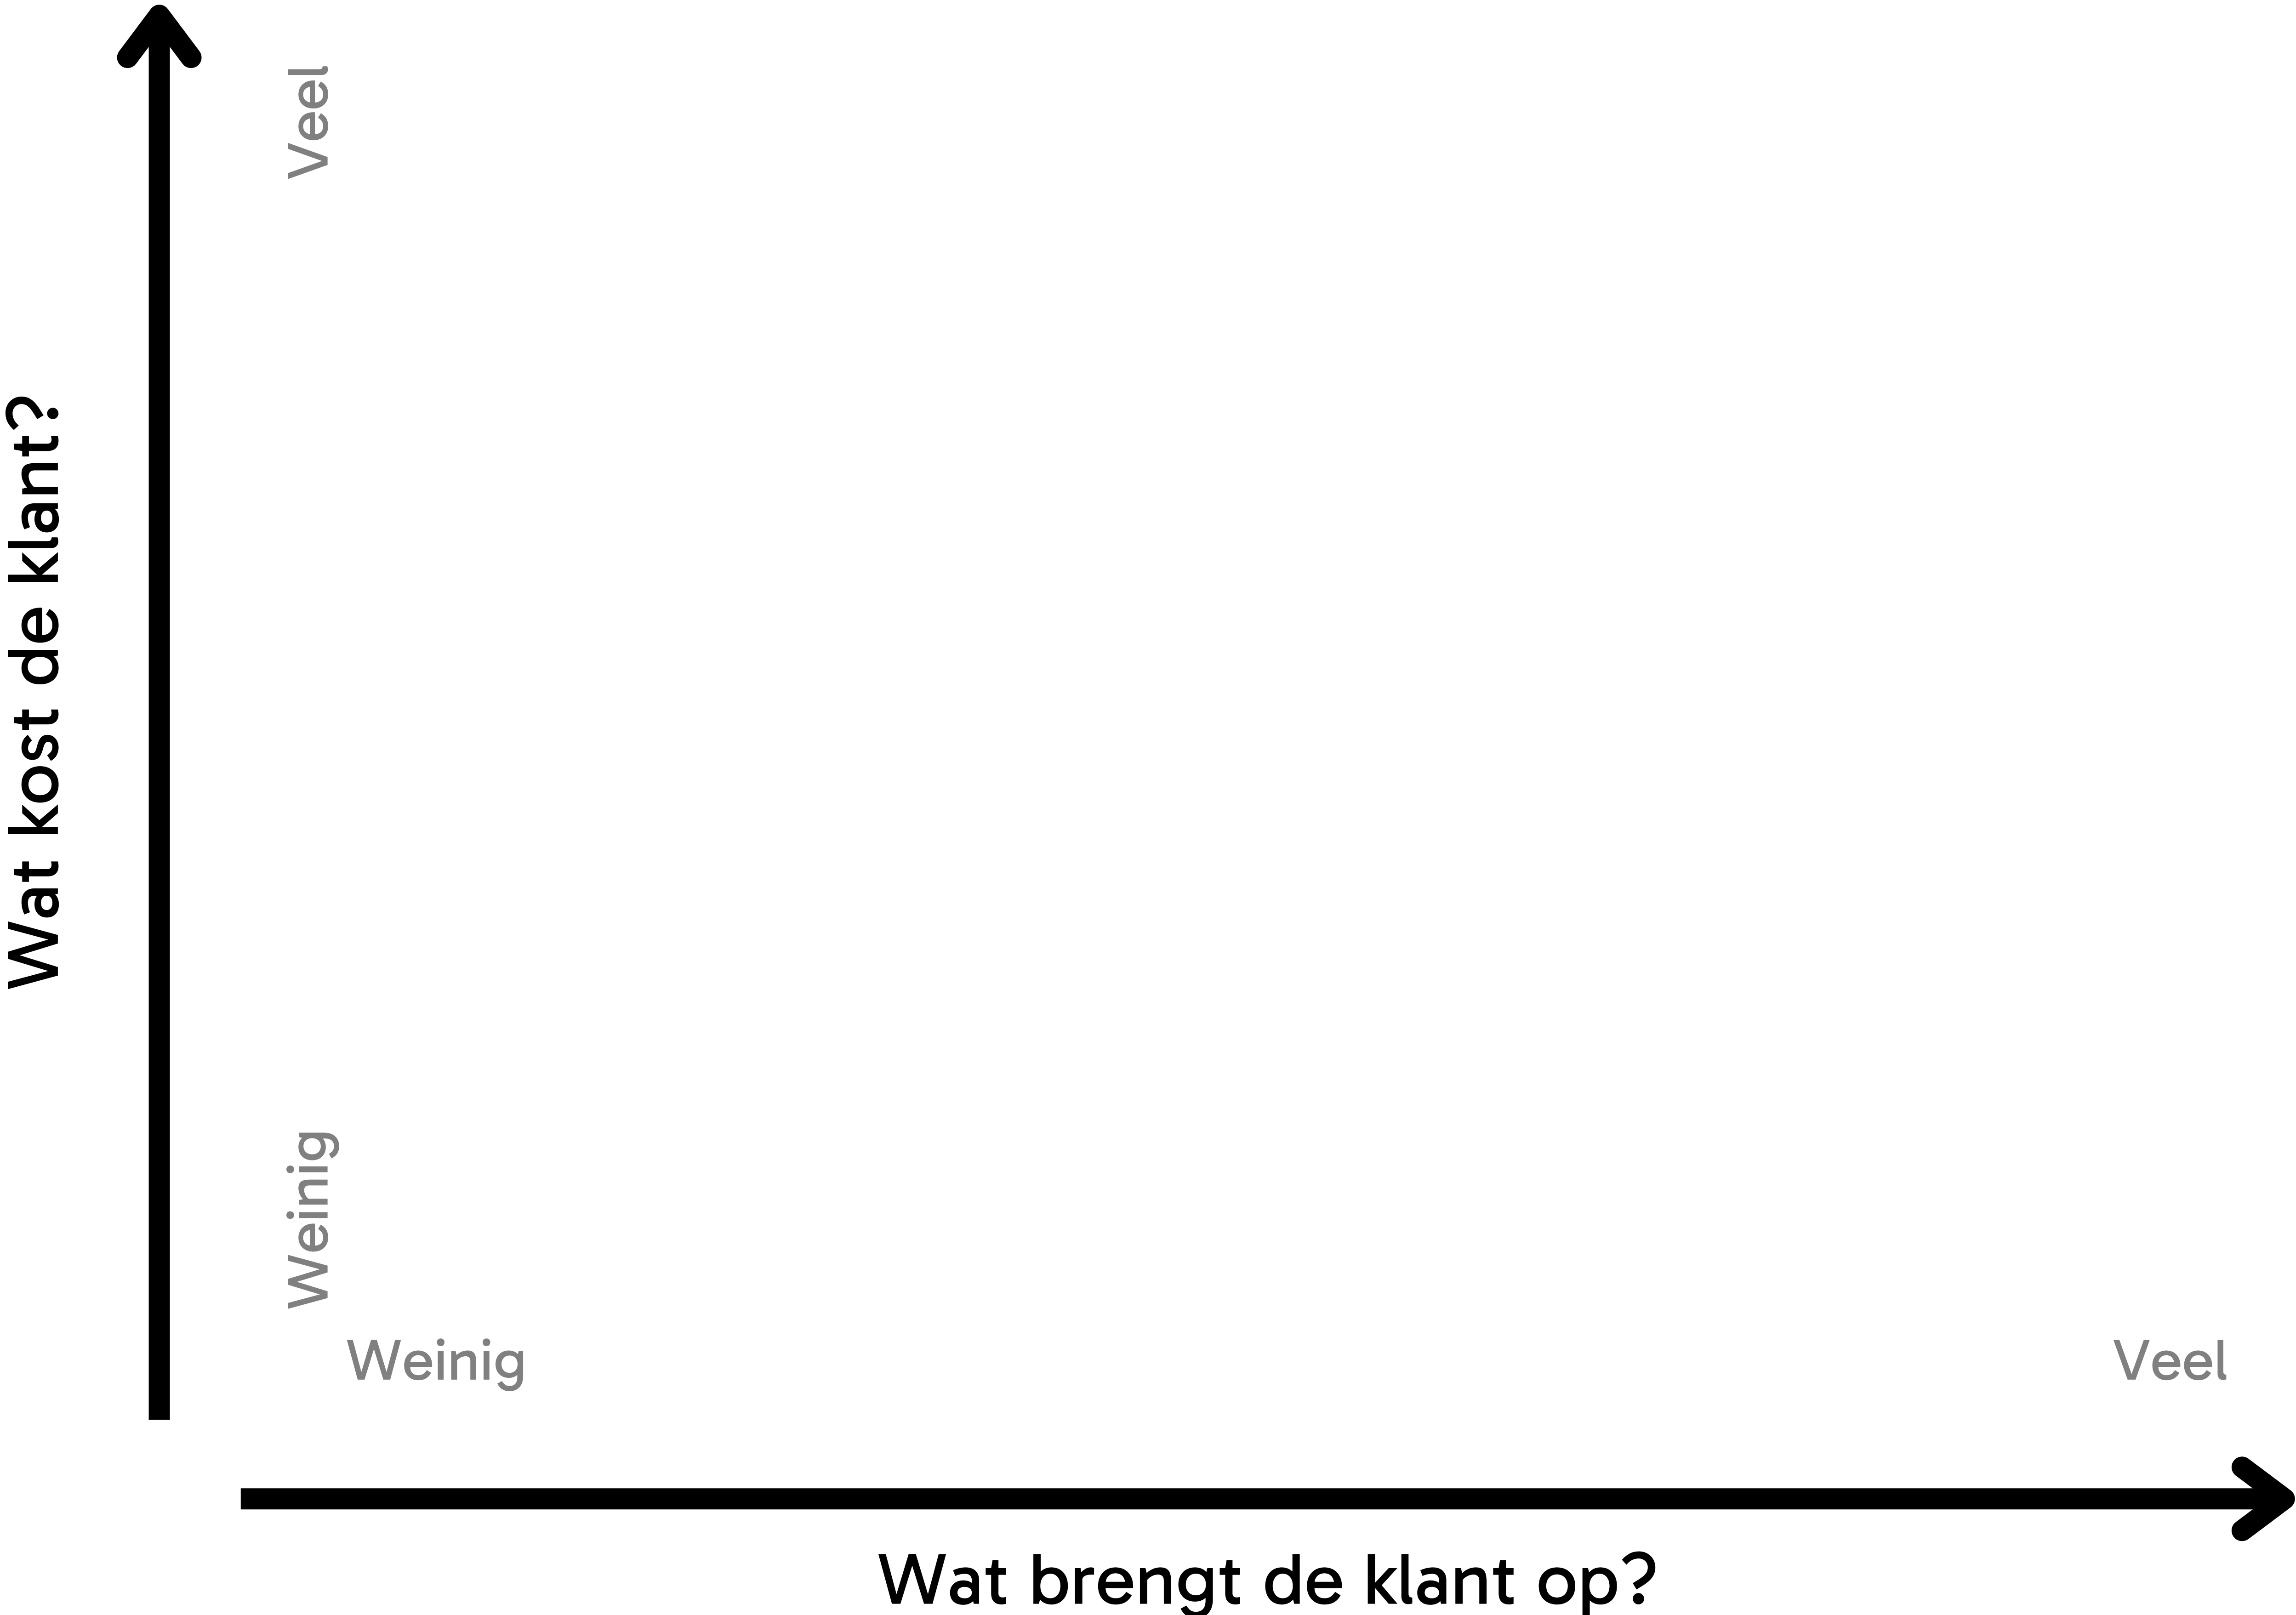 Veel
Wat kost de klant?
Weinig
Weinig
Veel
Wat brengt de klant op?